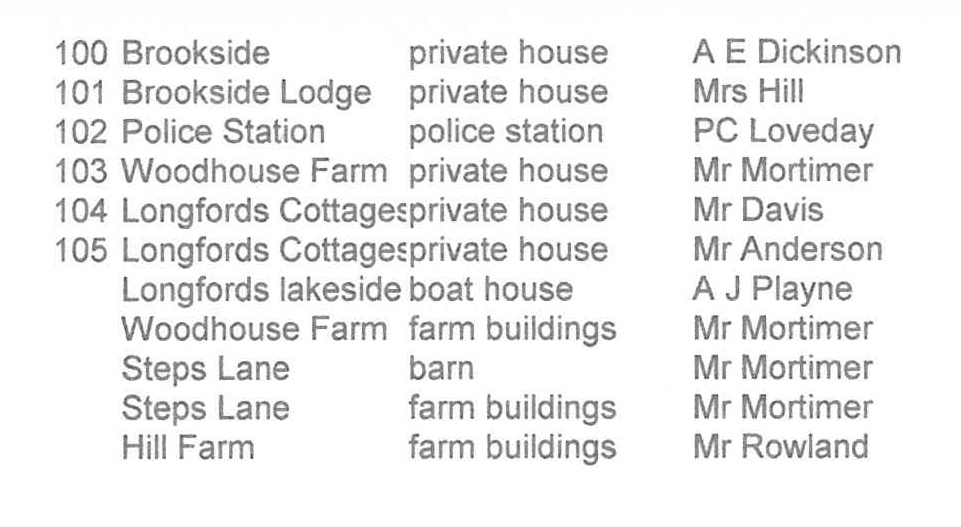 100 Brookside private house A E Dickinson
101 Brookside Lodge private house Mrs Hill
102 Police Station police station PC Loveday
103 Woodhouse Farm private house Mr Mortimer
104 Longfords Cottages private house Mr Davis
105 Longfords Cottages private house Mr Anderson
Longfords lakeside boat house A J Playne
Woodhouse Farm farm buildings Mr Mortimer
Steps Lane barn Mr Mortimer
Steps Lane farm buildings Mr Mortimer
Hill Farm farm buildings Mr Rowland